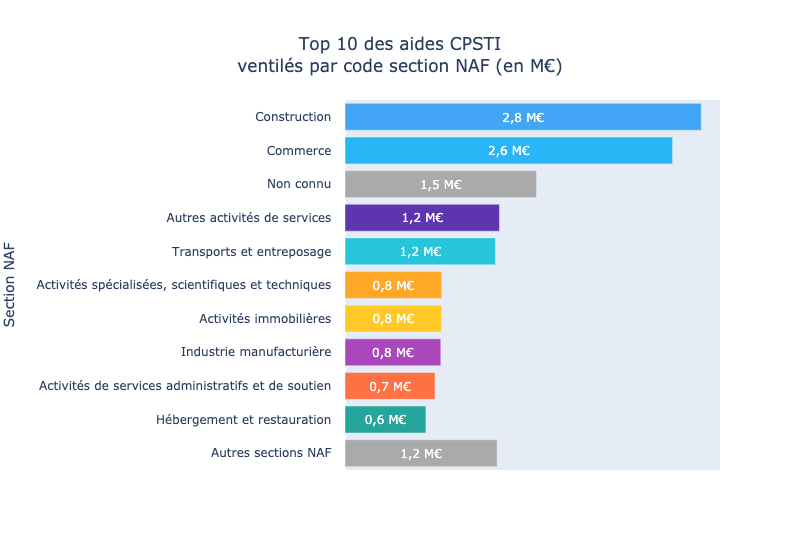 Top 10 des aides CPSTI
ventilés par code section NAF (en M€)
Section NAF
Construction 2,8 M€
Commerce 2,6 M€
Non connu 1,5 M€
Autres activités de services 1,2 M€
Transports et entreposage 1,2 M€
Activités spécialisées, scientifiques et techniques 0,8 M€
Activités immobilières 0,8 M€
Industrie manufacturière 0,8 M€
Activités de services administratifs et de soutien 0,7 M€
Hébergement et restauration 0,6 M€
Autres sections NAF 1,2 M€